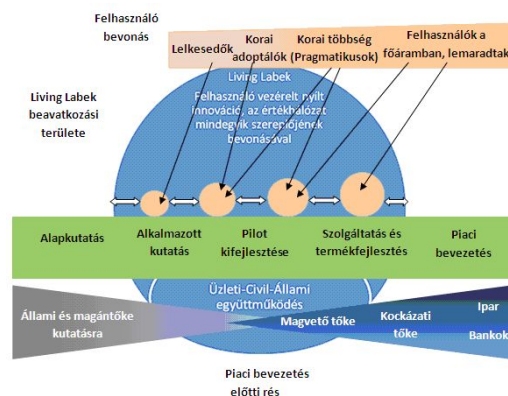 Felhasználó
bevonás
Lelkesedők
Korai
adoptálók
Korai többség
(Pragmatikusok)
Felhasználók a
főáramban, lemaradtak
Living Labek
Felhasználó vezérelt nyílt
innováció, az értékhálózat
mindegyik szereplőjének
bevonásával
Living Labek
beavatkozási
területe
Alapkutatás
Alkalmazott
kutatás
Pilot
kifejlesztése
Szolgáltatás és
termékfejlesztés
Piaci
bevezetés
Üzleti-Civil-Állami
együttműködés
Állami és magántőke
kutatásra
Magvető tőke
Kockázati
tőke
Ipar
Bankok
Piaci bevezetés
előtti rés